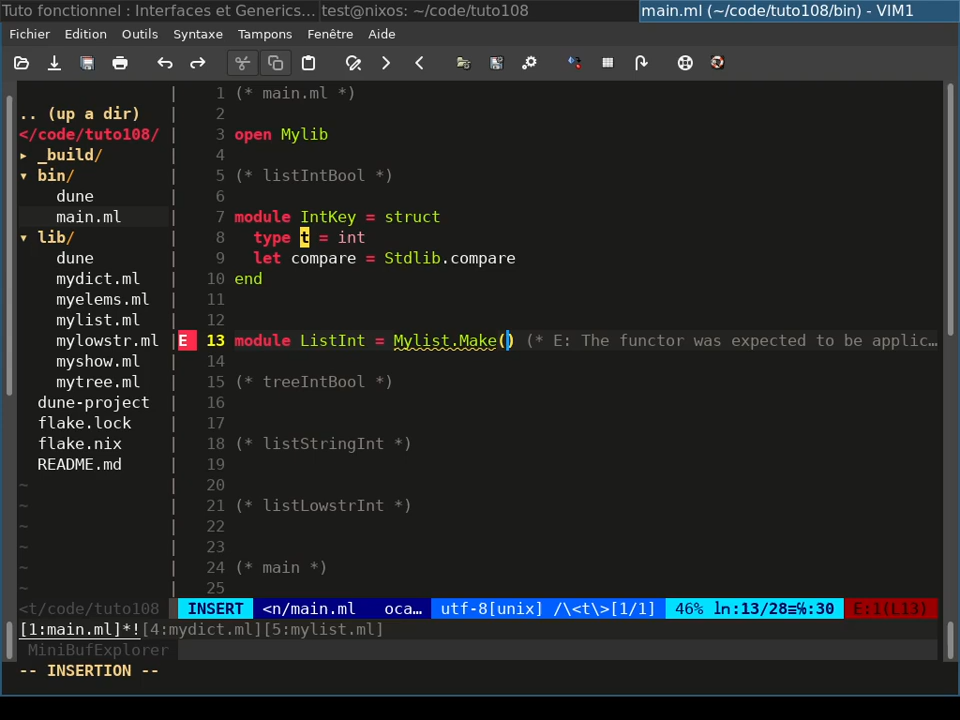 Tuto fonctionnel : Interfaces et Generics... test@nixos: ~/code/tuto108 main.ml (~/code/tuto108/bin) - VIM1
Fichier Edition Outils Syntaxe Tampons Fenêtre Aide
.. (up a dir)
</code/tuto108/
▸ _build/
▾ bin/
dune
main.ml
▾ lib/
dune
mydict.ml
myelems.ml
mylist.ml
mylowstr.ml
myshow.ml
mytree.ml
dune-project
flake.lock
flake.nix
README.md
~
~
~
~
~
<t/code/tuto108
1 (* main.ml *)
2
3 open Mylib
4
5 (* listIntBool *)
6
7 module IntKey = struct
8 type t = int
9 let compare = Stdlib.compare
10 end
11
12
E 13 module ListInt = Mylist.Make() (* E: The functor was expected to be applic…
14
15 (* treeIntBool *)
16
17
18 (* listStringInt *)
19
20
21 (* listLowstrInt *)
22
23
24 (* main *)
25
INSERT <n/main.ml oca… utf-8[unix] /\<t\>[1/1] 46% ln:13/28≡%:30 E:1(L13)
[1:main.ml]*![4:mydict.ml][5:mylist.ml]
MiniBufExplorer
-- INSERTION --